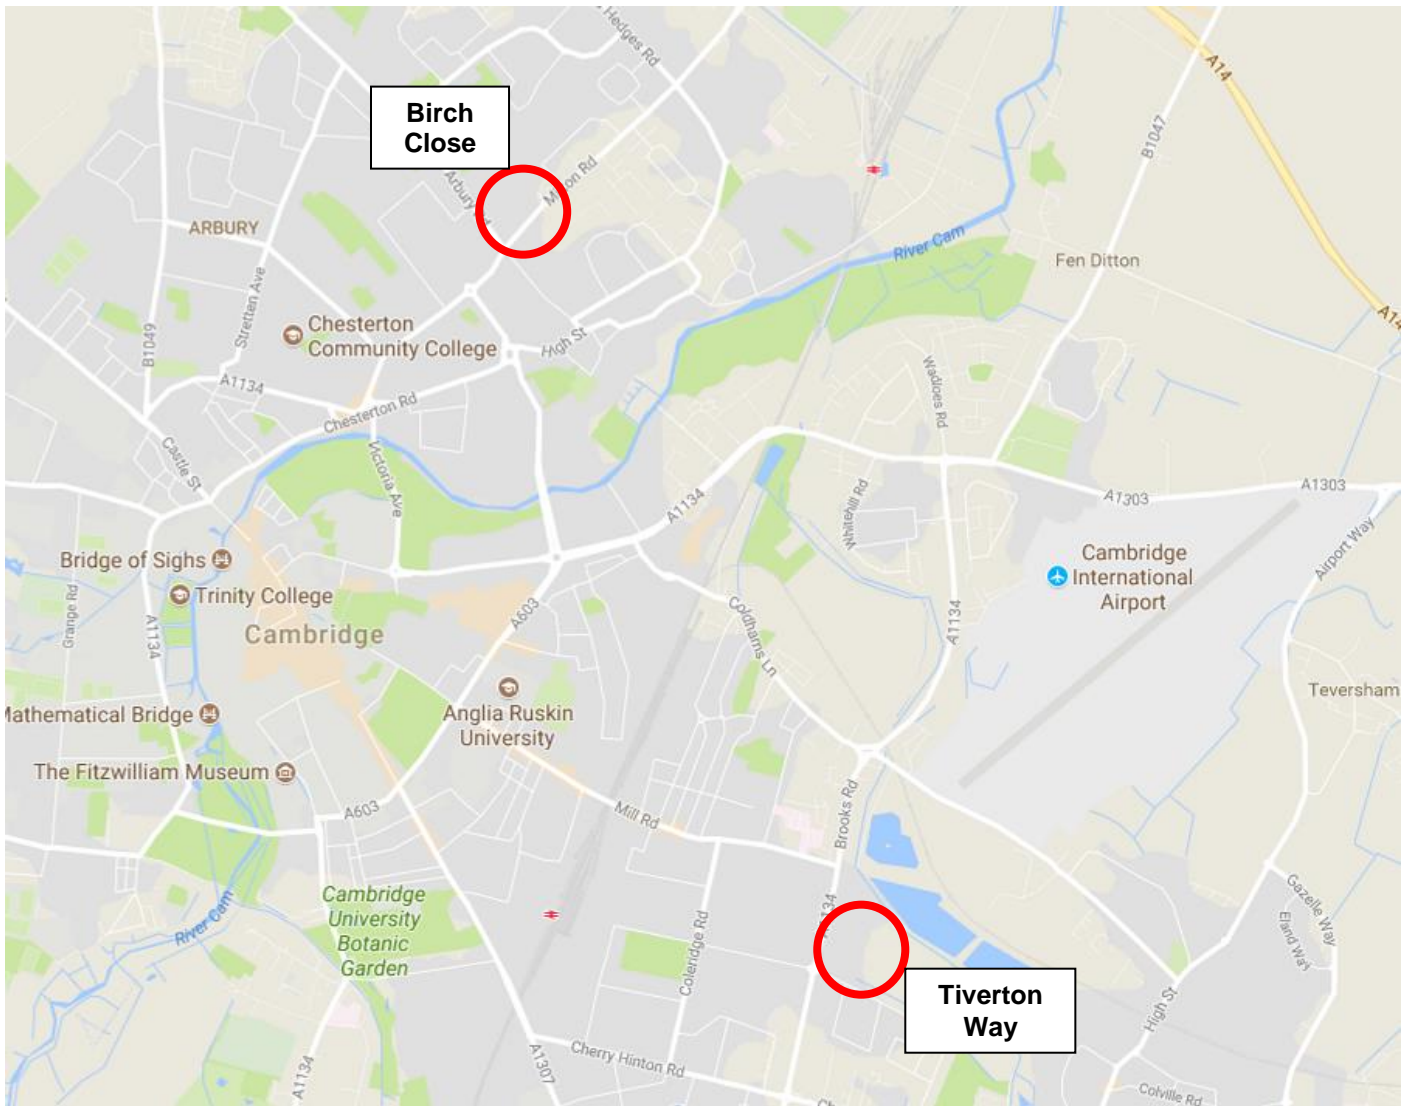 Hedges Rd
A14
B1047
Birch
Close
Milton Rd
Arbury Rd
ARBURY
River Cam
Fen Ditton
A14
Stretten Ave
B1049
Chesterton
Community College
High St
A1134
Chesterton Rd
Wadloes Rd
Castle St
Victoria Ave
A1134
Whitehill Rd
A1303
A1303
Airport Way
Bridge of Sighs
Trinity College
Cambridge
International
Airport
Grange Rd
A1134
Cambridge
A603
Coldhams Ln
A1134
Teversham
Mathematical Bridge
Anglia Ruskin
University
The Fitzwilliam Museum
A603
Mill Rd
Brooks Rd
Cambridge
University
Botanic
Garden
River Cam
Coleridge Rd
A1134
Gazelle Way
Eland Way
Tiverton
Way
High St
A1134
A1307
Cherry Hinton Rd
Colville Rd